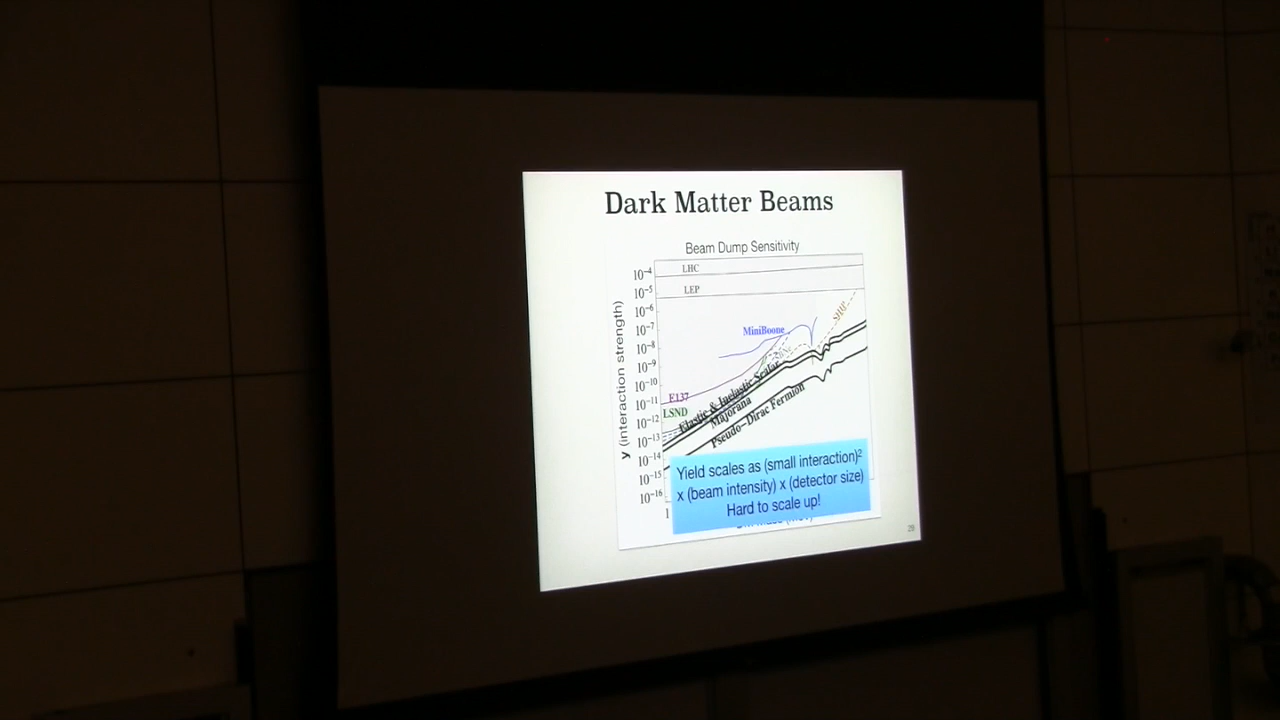 Dark Matter Beams
Beam Dump Sensitivity
y (interaction strength)
10⁻⁴
10⁻⁵
10⁻⁶
10⁻⁷
10⁻⁸
10⁻⁹
10⁻¹⁰
10⁻¹¹
10⁻¹²
10⁻¹³
10⁻¹⁴
10⁻¹⁵
10⁻¹⁶
1
LHC
LEP
MiniBoone
SHiP
E137
LSND
Elastic & Inelastic Scalar
Majorana
Pseudo-Dirac Fermion
Yield scales as (small interaction)²
x (beam intensity) x (detector size)
Hard to scale up!
29